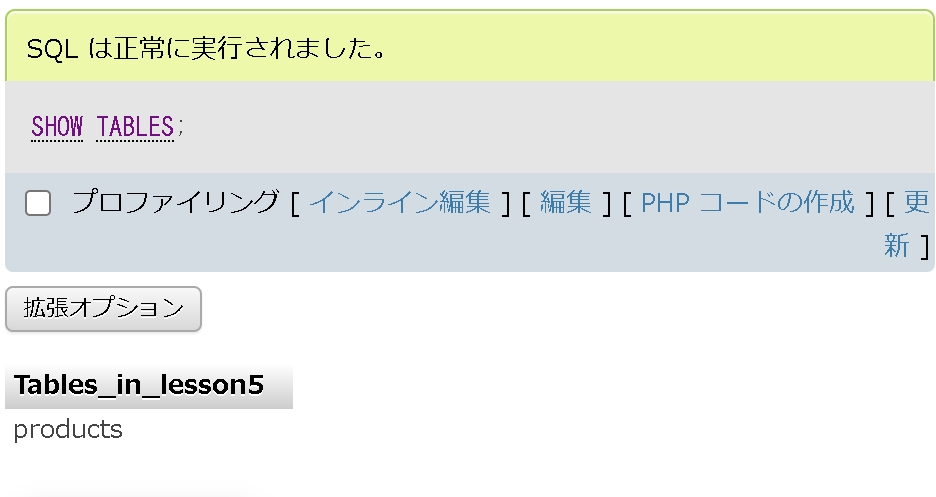 SQL は正常に実行されました。
SHOW TABLES;
プロファイリング [ インライン編集 ] [ 編集 ] [ PHP コードの作成 ] [ 更
新 ]
拡張オプション
Tables_in_lesson5
products